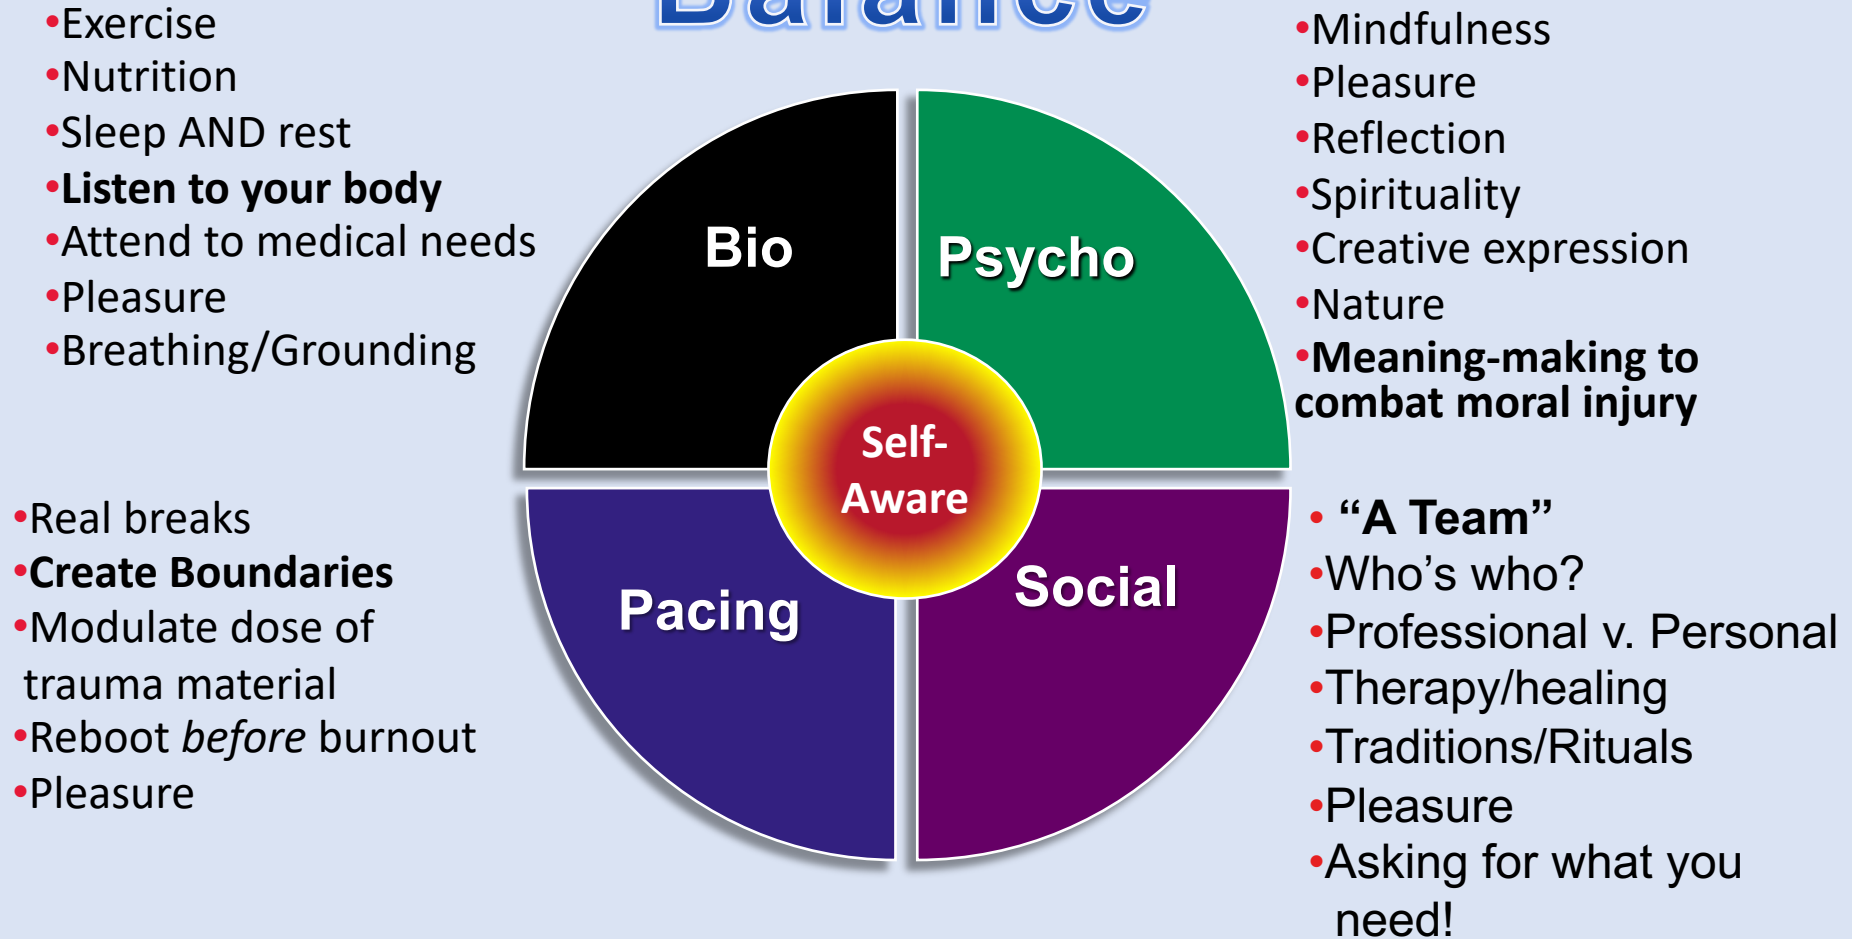 Balance
•Exercise
•Nutrition
•Sleep AND rest
•Listen to your body
•Attend to medical needs
•Pleasure
•Breathing/Grounding
•Mindfulness
•Pleasure
•Reflection
•Spirituality
•Creative expression
•Nature
•Meaning-making to
combat moral injury
Bio
Psycho
Self-
Aware
Pacing
Social
•Real breaks
•Create Boundaries
•Modulate dose of
trauma material
•Reboot before burnout
•Pleasure
• “A Team”
•Who’s who?
•Professional v. Personal
•Therapy/healing
•Traditions/Rituals
•Pleasure
•Asking for what you
need!